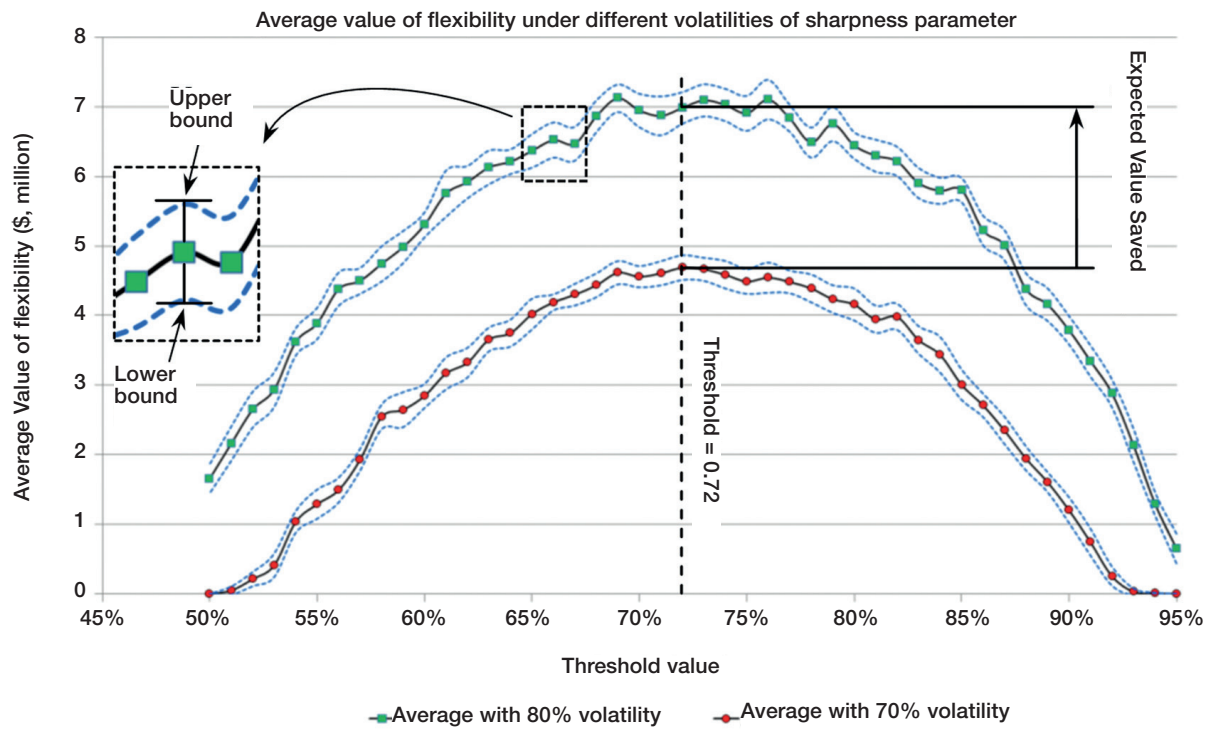 Average value of flexibility under different volatilities of sharpness parameter
Average Value of flexibility ($, million)
8
7
6
5
4
3
2
1
0
Upper
bound
Lower
bound
Expected Value Saved
Threshold = 0.72
45%
50%
55%
60%
65%
70%
75%
80%
85%
90%
95%
Threshold value
Average with 80% volatility
Average with 70% volatility